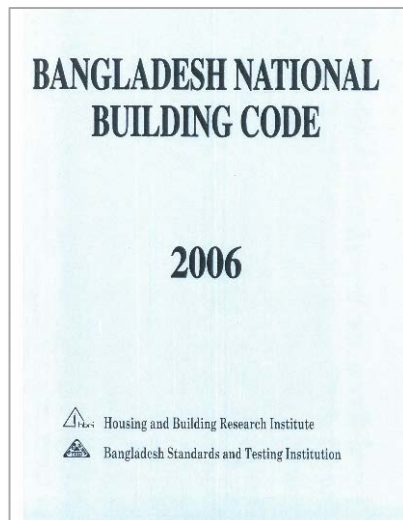 BANGLADESH NATIONAL
BUILDING CODE
2006
Housing and Building Research Institute
Bangladesh Standards and Testing Institution